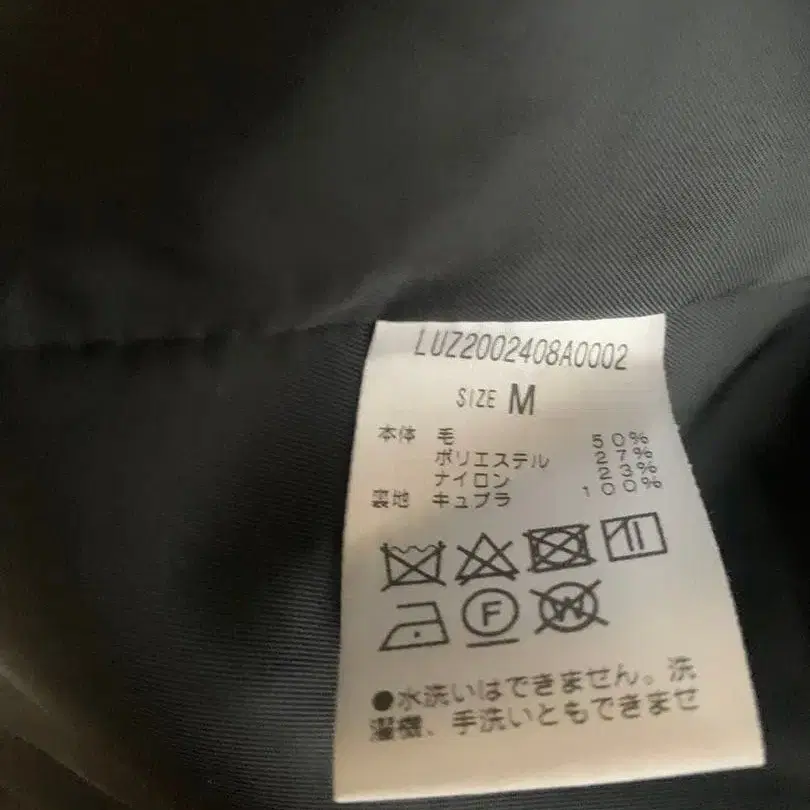 LUZ2002408A0002
SIZE M
本体 毛 50%
ポリエステル 27%
ナイロン 23%
裏地 キュプラ 100%
F
W
●水洗いはできません。洗
濯機、手洗いともできませ